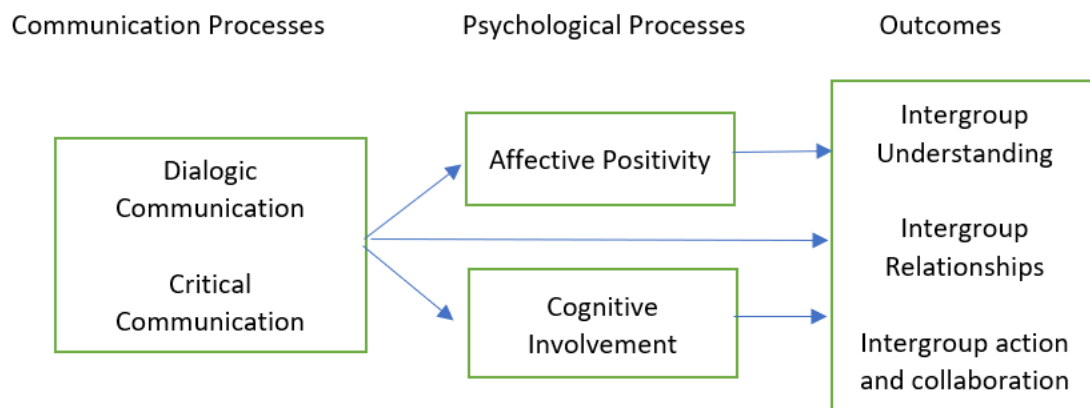 Communication Processes
Psychological Processes
Outcomes
Dialogic
Communication
Critical
Communication
Affective Positivity
Cognitive
Involvement
Intergroup
Understanding
Intergroup
Relationships
Intergroup action
and collaboration